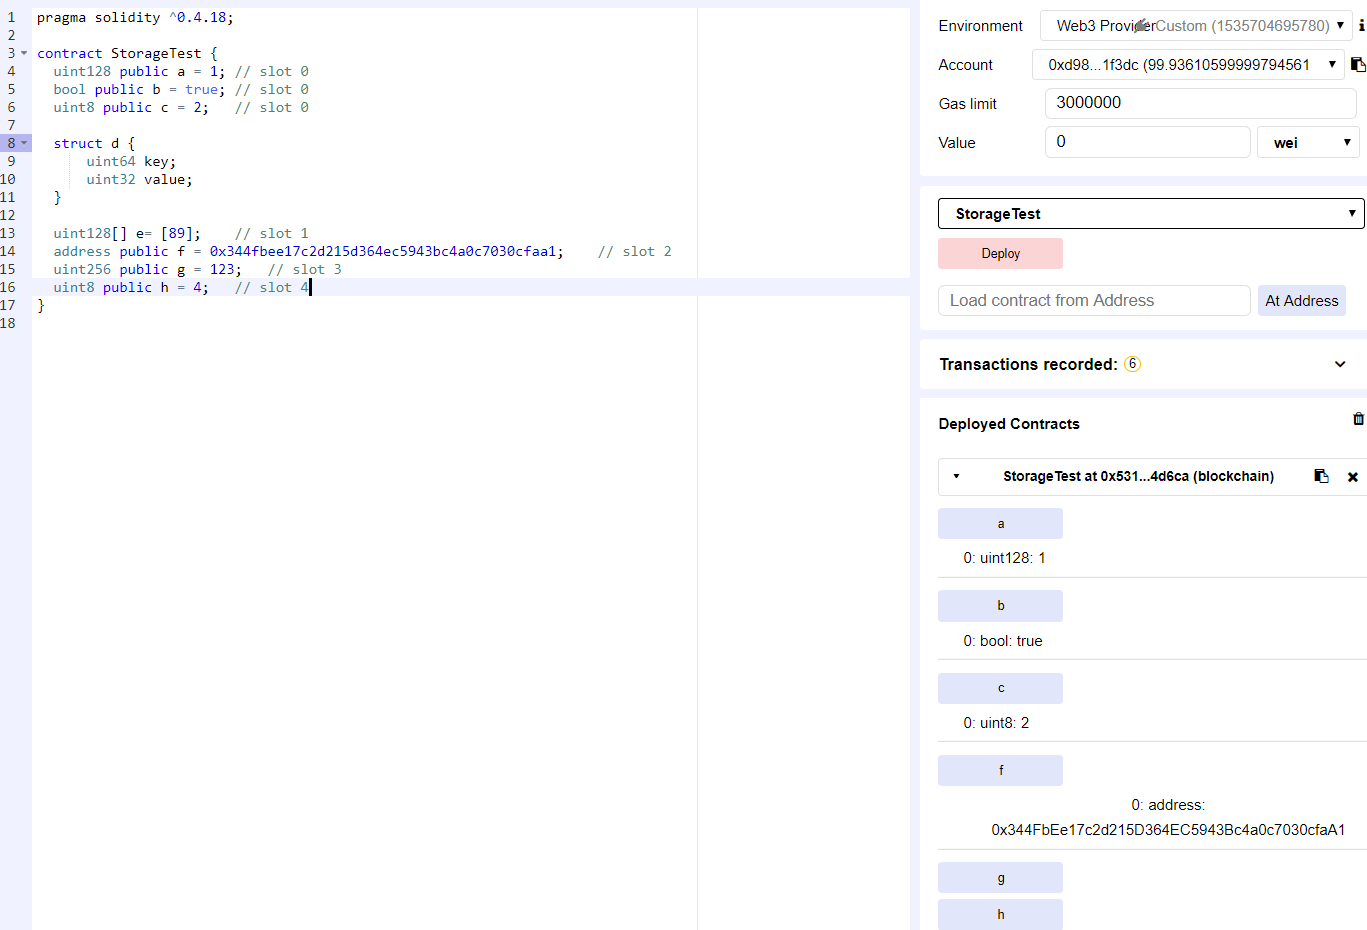 1 pragma solidity ^0.4.18;
2
3 contract StorageTest {
4 uint128 public a = 1; // slot 0
5 bool public b = true; // slot 0
6 uint8 public c = 2; // slot 0
7
8 struct d {
9 uint64 key;
10 uint32 value;
11 }
12
13 uint128[] e= [89]; // slot 1
14 address public f = 0x344fbee17c2d215d364ec5943bc4a0c7030cfaa1; // slot 2
15 uint256 public g = 123; // slot 3
16 uint8 public h = 4; // slot 4
17 }
18
Environment Web3 Provider Custom (1535704695780)
Account 0xd98...1f3dc (99.93610599999794561
Gas limit 3000000
Value 0 wei
StorageTest
Deploy
Load contract from Address At Address
Transactions recorded: 6
Deployed Contracts
StorageTest at 0x531...4d6ca (blockchain)
a
0: uint128: 1
b
0: bool: true
c
0: uint8: 2
f
0: address:
0x344FbEe17c2d215D364EC5943Bc4a0c7030cfaA1
g
h